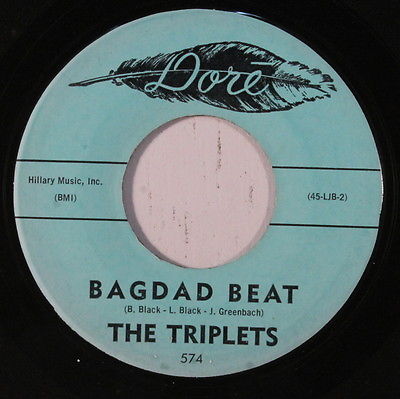 Doré
Hillary Music, Inc.
(BMI)
(45-LJB-2)
BAGDAD BEAT
(B. Black - L. Black - J. Greenbach)
THE TRIPLETS
574